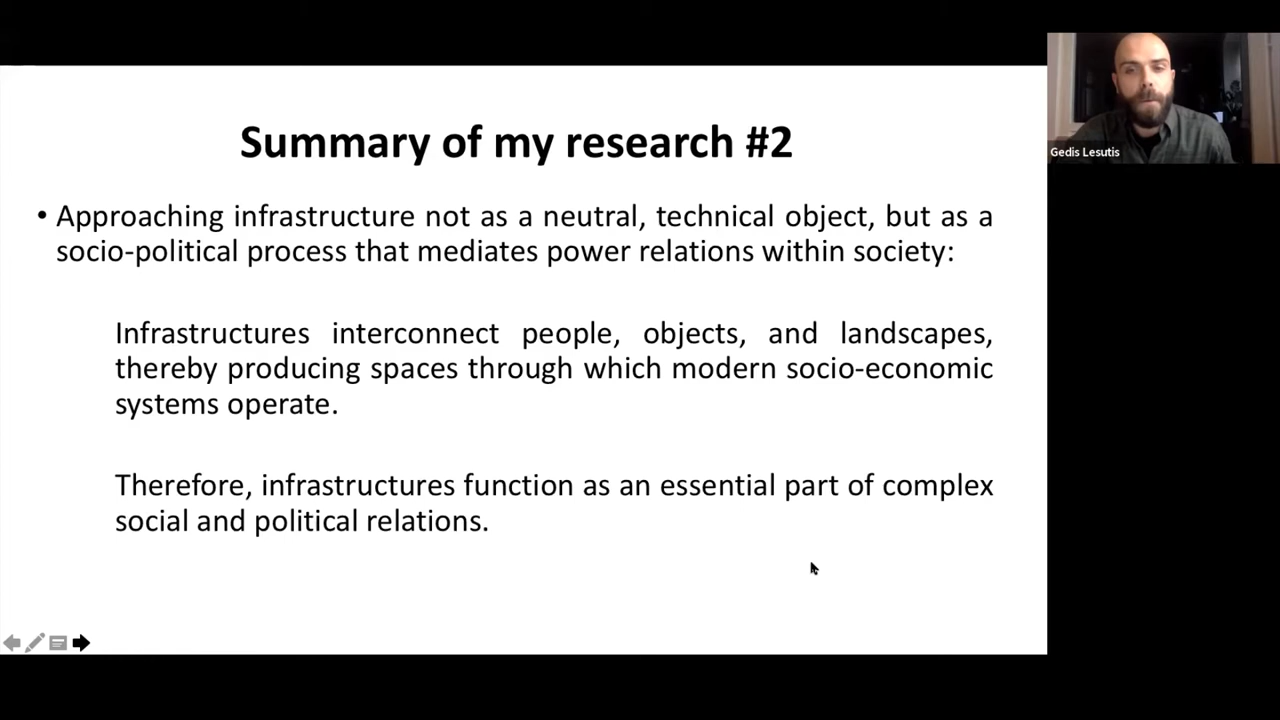 Summary of my research #2
• Approaching infrastructure not as a neutral, technical object, but as a
socio-political process that mediates power relations within society:
Infrastructures interconnect people, objects, and landscapes,
thereby producing spaces through which modern socio-economic
systems operate.
Therefore, infrastructures function as an essential part of complex
social and political relations.
Gedis Lesutis